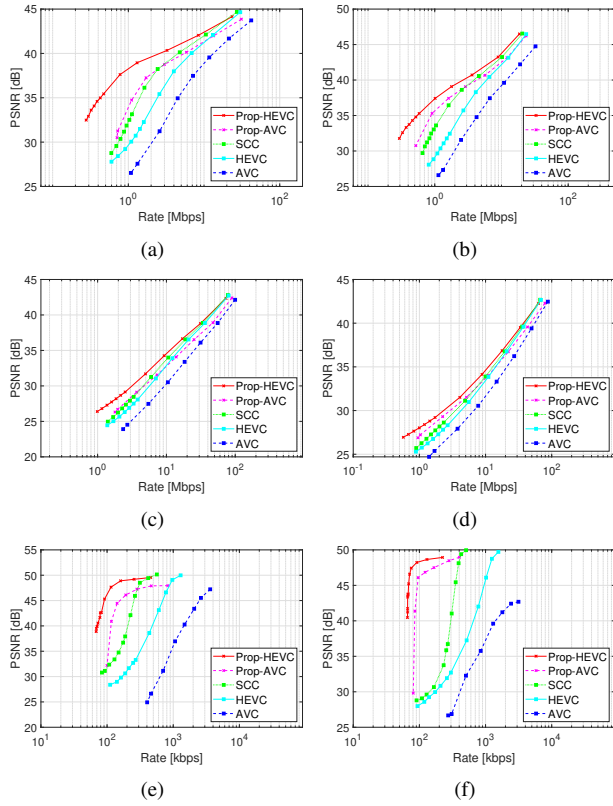 45
40
35
30
25
PSNR [dB]
10^0
10^2
Rate [Mbps]
Prop-HEVC
Prop-AVC
SCC
HEVC
AVC
(a)
50
45
40
35
30
25
PSNR [dB]
10^0
10^2
Rate [Mbps]
Prop-HEVC
Prop-AVC
SCC
HEVC
AVC
(b)
45
40
35
30
25
20
PSNR [dB]
10^0
10^1
10^2
Rate [Mbps]
Prop-HEVC
Prop-AVC
SCC
HEVC
AVC
(c)
45
40
35
30
25
PSNR [dB]
10^-1
10^0
10^1
10^2
Rate [Mbps]
Prop-HEVC
Prop-AVC
SCC
HEVC
AVC
(d)
55
50
45
40
35
30
25
20
PSNR [dB]
10^1
10^2
10^3
10^4
Rate [kbps]
Prop-HEVC
Prop-AVC
SCC
HEVC
AVC
(e)
50
45
40
35
30
25
PSNR [dB]
10^1
10^2
10^3
10^4
Rate [kbps]
Prop-HEVC
Prop-AVC
SCC
HEVC
AVC
(f)